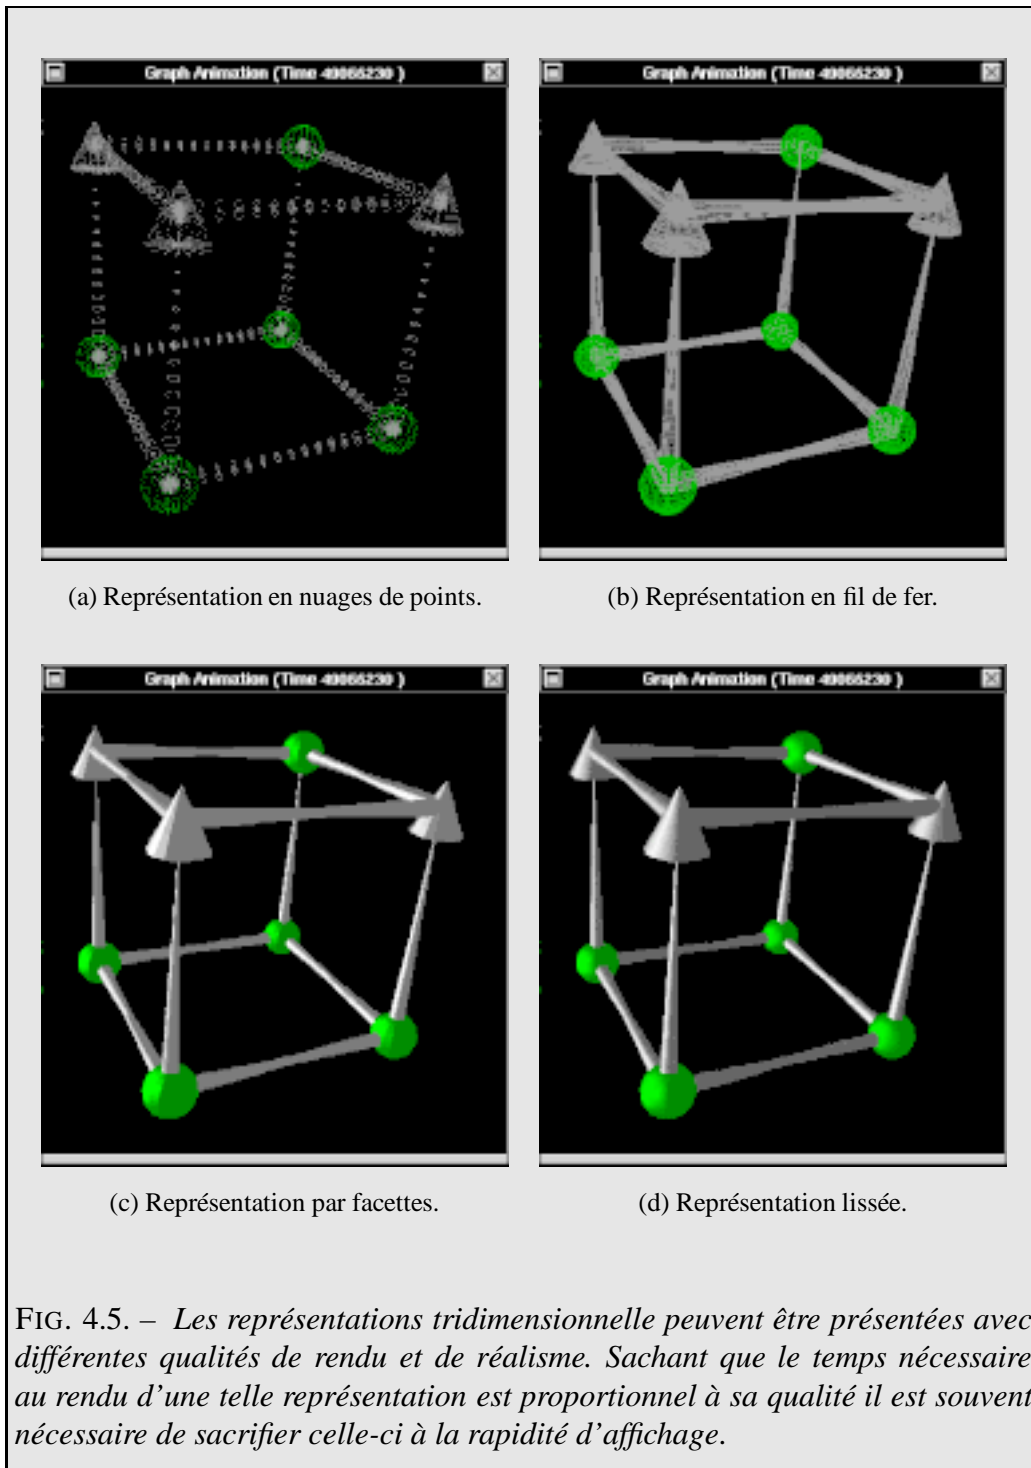 Graph Animation (Time 49065230 )
Graph Animation (Time 49065230 )
(a) Représentation en nuages de points.
(b) Représentation en fil de fer.
Graph Animation (Time 49065230 )
Graph Animation (Time 49065230 )
(c) Représentation par facettes.
(d) Représentation lissée.
FIG. 4.5. – Les représentations tridimensionnelle peuvent être présentées avec
différentes qualités de rendu et de réalisme. Sachant que le temps nécessaire
au rendu d'une telle représentation est proportionnel à sa qualité il est souvent
nécessaire de sacrifier celle-ci à la rapidité d'affichage.